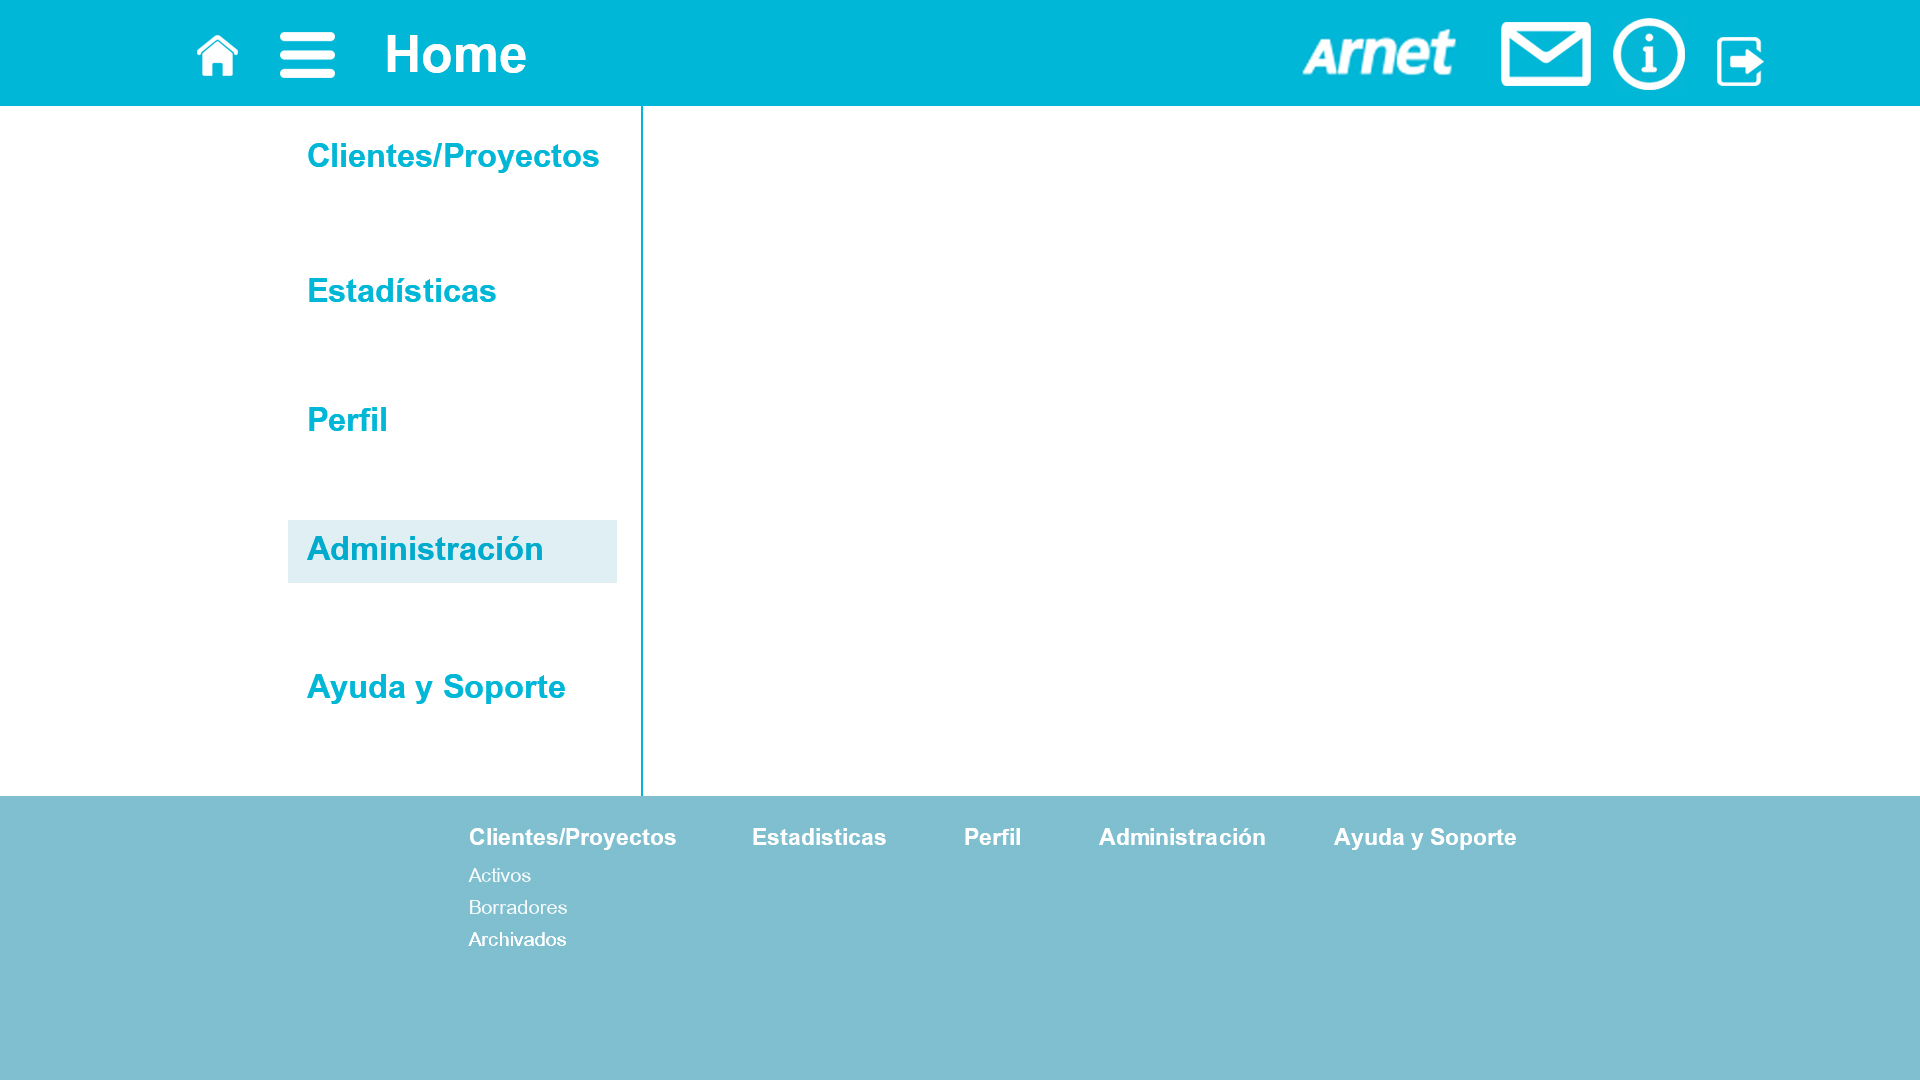 Home
Arnet
Clientes/Proyectos
Estadísticas
Perfil
Administración
Ayuda y Soporte
Clientes/Proyectos Estadisticas Perfil Administración Ayuda y Soporte
Activos
Borradores
Archivados